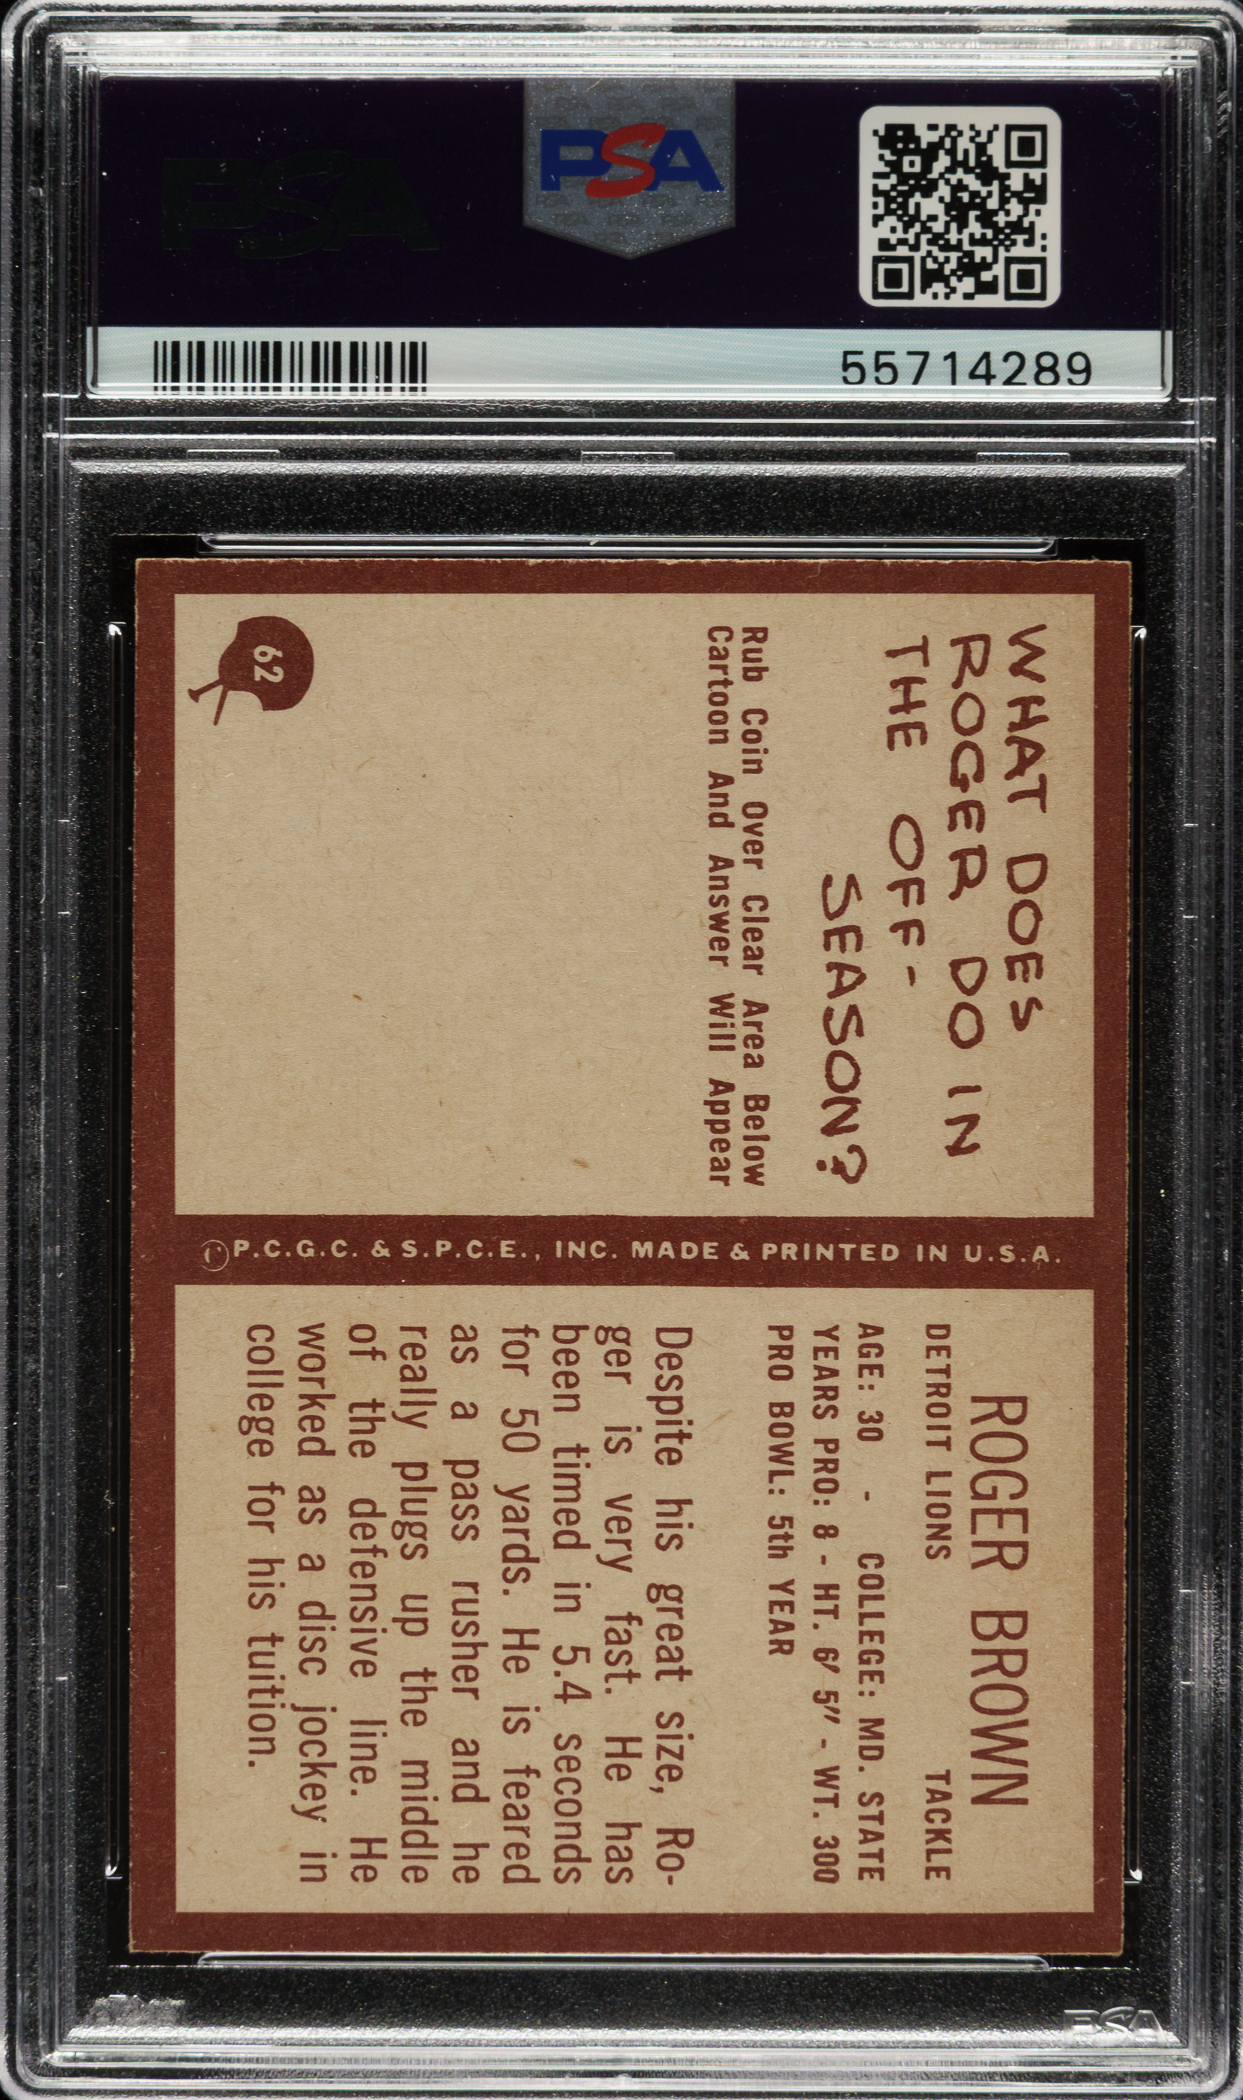 PSA
PSA
55714289
WHAT DOES
ROGER DO IN
THE OFF-
SEASON?
Rub Coin Over Clear Area Below
Cartoon And Answer Will Appear
62
©P.C.G.C. & S.P.C.E., INC. MADE & PRINTED IN U.S.A.
ROGER BROWN
DETROIT LIONS TACKLE
AGE: 30 - COLLEGE: MD. STATE
YEARS PRO: 8 - HT. 6' 5" - WT. 300
PRO BOWL: 5th YEAR
Despite his great size, Ro-
ger is very fast. He has
been timed in 5.4 seconds
for 50 yards. He is feared
as a pass rusher and he
really plugs up the middle
of the defensive line. He
worked as a disc jockey in
college for his tuition.
PSA